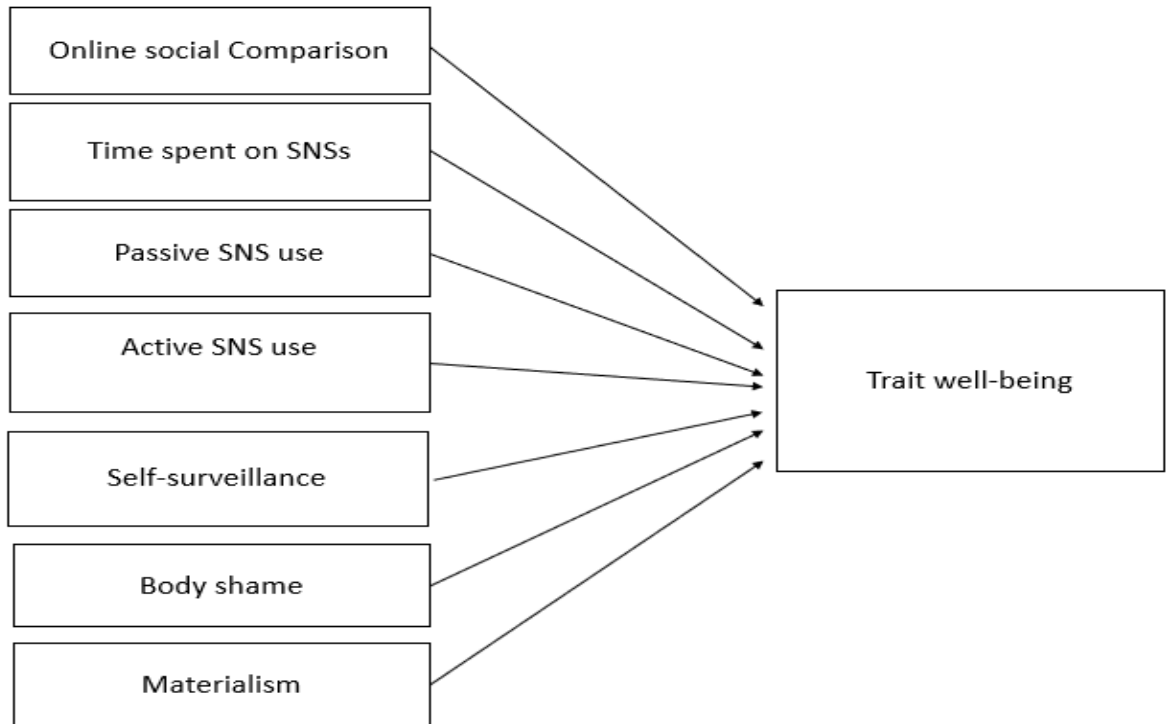 Online social Comparison
Time spent on SNSs
Passive SNS use
Active SNS use
Trait well-being
Self-surveillance
Body shame
Materialism